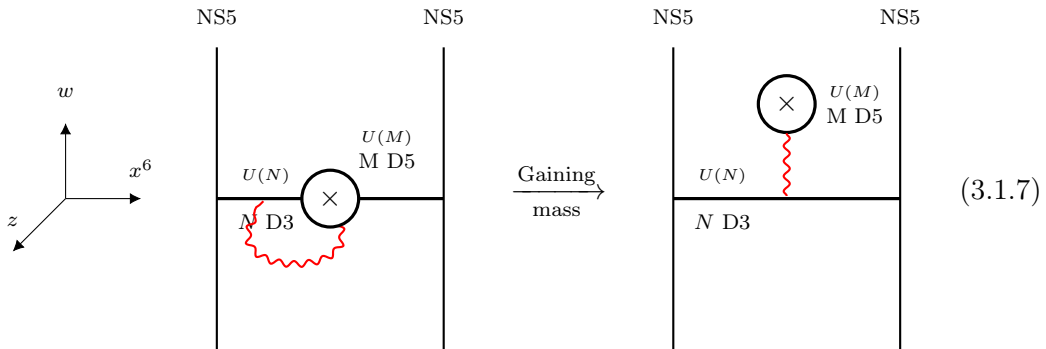 NS5
NS5
NS5
NS5
w
x^6
z
U(N)
U(M)
M D5
N D3
Gaining
mass
U(M)
M D5
U(N)
N D3
(3.1.7)